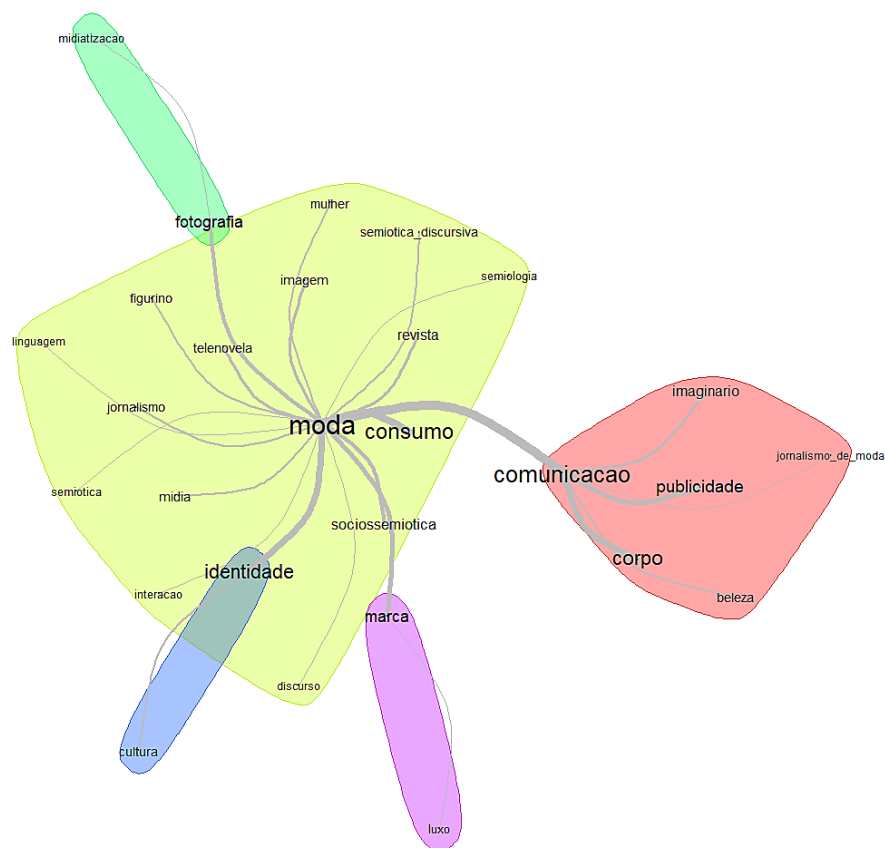 midiatizacao
fotografia
mulher
semiotica_discursiva
semiologia
imagem
figurino
linguagem
telenovela
revista
jornalismo
moda
consumo
semiotica
midia
sociossemiotica
identidade
interacao
marca
discurso
cultura
luxo
imaginario
jornalismo_de_moda
comunicacao
publicidade
corpo
beleza